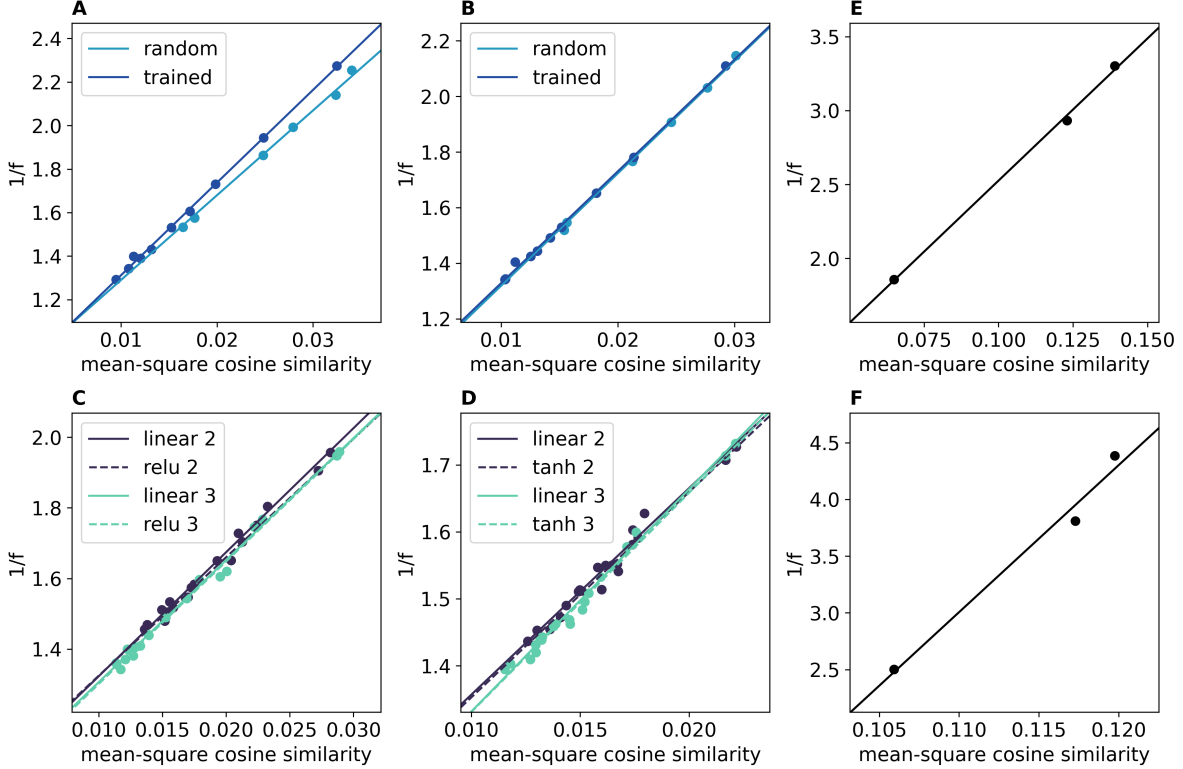 A
2.4
2.2
2.0
1.8
1.6
1.4
1.2
1/f
random
trained
0.01
0.02
0.03
mean-square cosine similarity
B
2.2
2.0
1.8
1.6
1.4
1.2
1/f
random
trained
0.01
0.02
0.03
mean-square cosine similarity
E
3.5
3.0
2.5
2.0
1/f
0.075
0.100
0.125
0.150
mean-square cosine similarity
C
2.0
1.8
1.6
1.4
1/f
linear 2
relu 2
linear 3
relu 3
0.010
0.015
0.020
0.025
0.030
mean-square cosine similarity
D
1.7
1.6
1.5
1.4
1/f
linear 2
tanh 2
linear 3
tanh 3
0.010
0.015
0.020
mean-square cosine similarity
F
4.5
4.0
3.5
3.0
2.5
1/f
0.105
0.110
0.115
0.120
mean-square cosine similarity